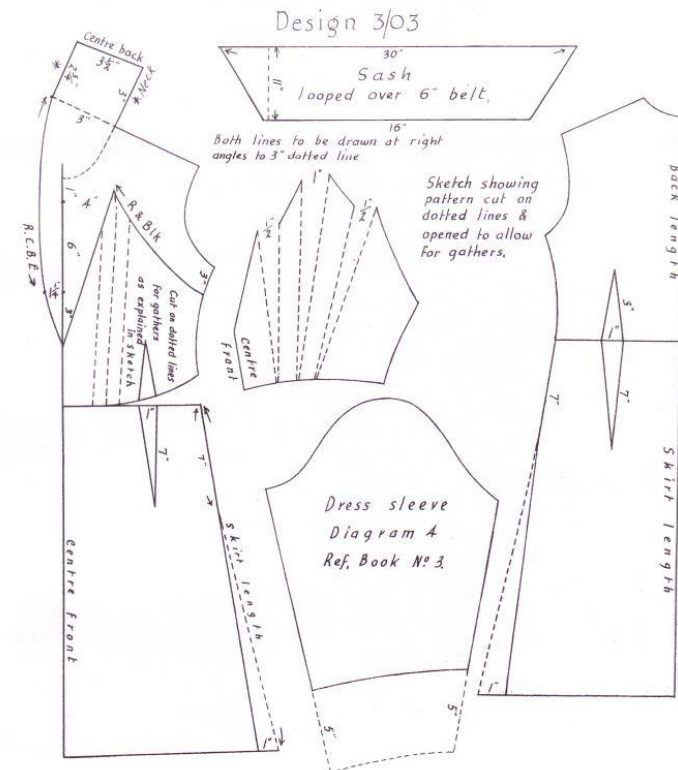 Design 3/03
Centre back
3½"
2¾"
* Neck *
3"
3"
30"
11"
Sash
looped over 6" belt.
16"
Both lines to be drawn at right
angles to 3" dotted line
1"
4"
R & Blk
6"
R.C.B.E
1¼"
3"
3"
Cut on dotted lines
for gathers
as explained
in sketch
½"
1"
½"
Centre
front
Sketch showing
pattern cut on
dotted lines &
opened to allow
for gathers.
back length
3"
1"
7"
7"
Skirt length
1"
1"
7"
7"
Skirt length
Centre front
1"
Dress sleeve
Diagram A
Ref. Book Nº 3.
5"
5"